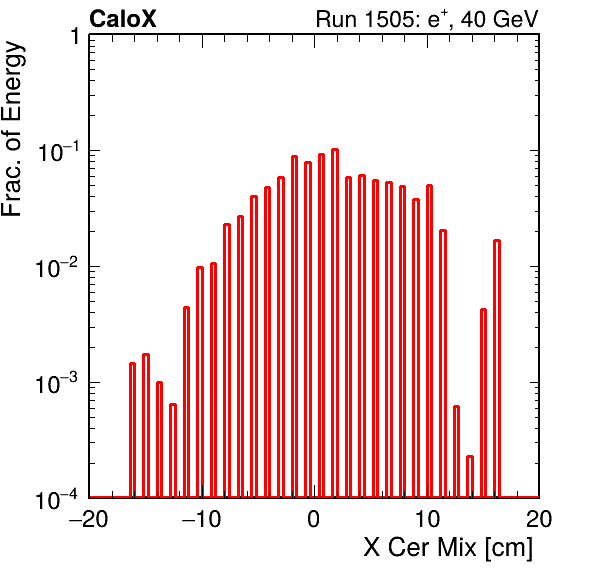 CaloX Run 1505: e⁺, 40 GeV
Frac. of Energy
1
10⁻¹
10⁻²
10⁻³
10⁻⁴
−20 −10 0 10 20
X Cer Mix [cm]